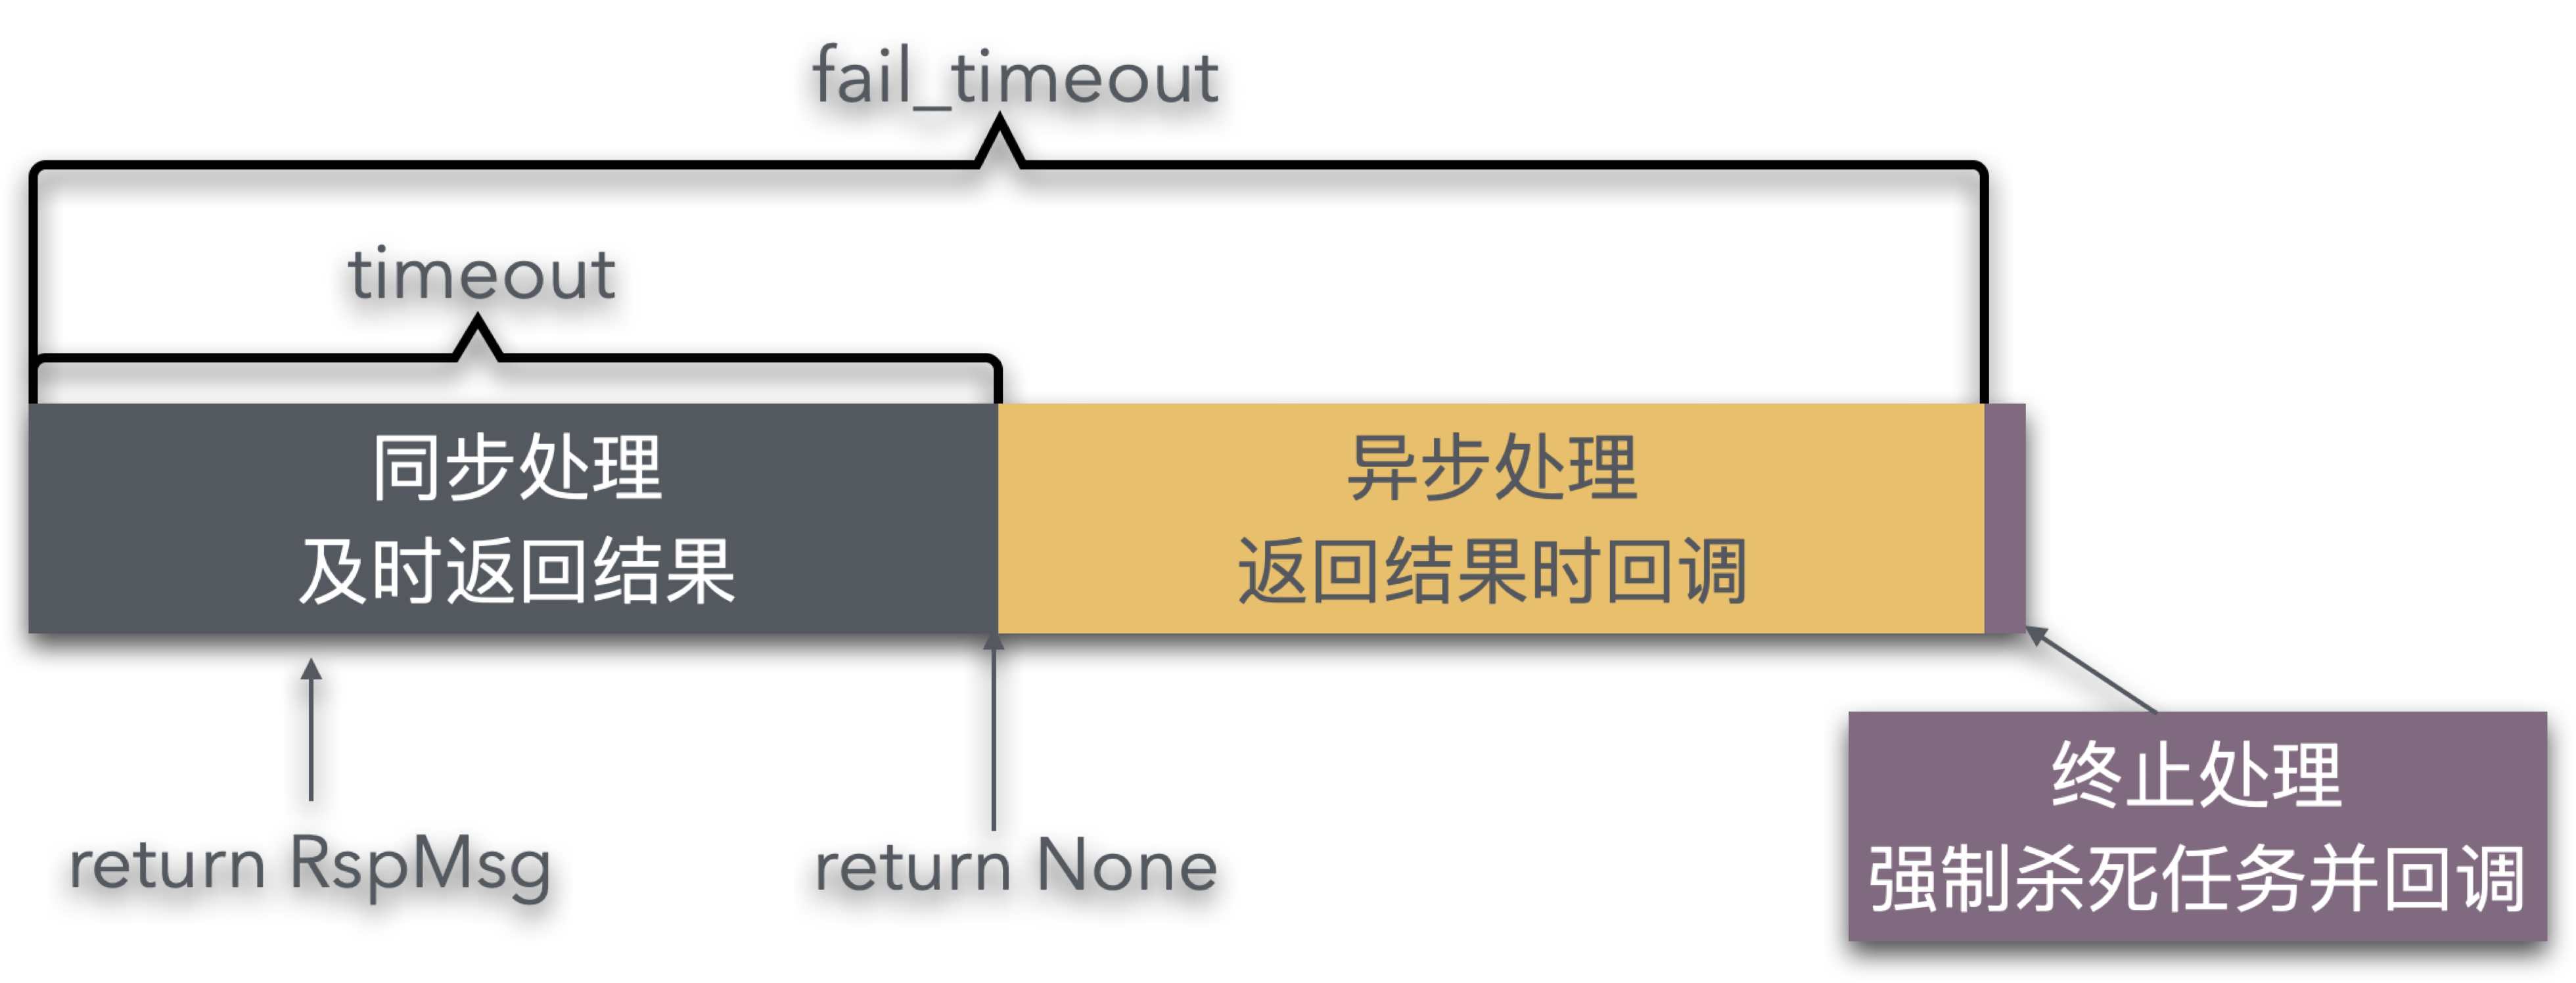 fail_timeout
timeout
同步处理
及时返回结果
异步处理
返回结果时回调
return RspMsg
return None
终止处理
强制杀死任务并回调